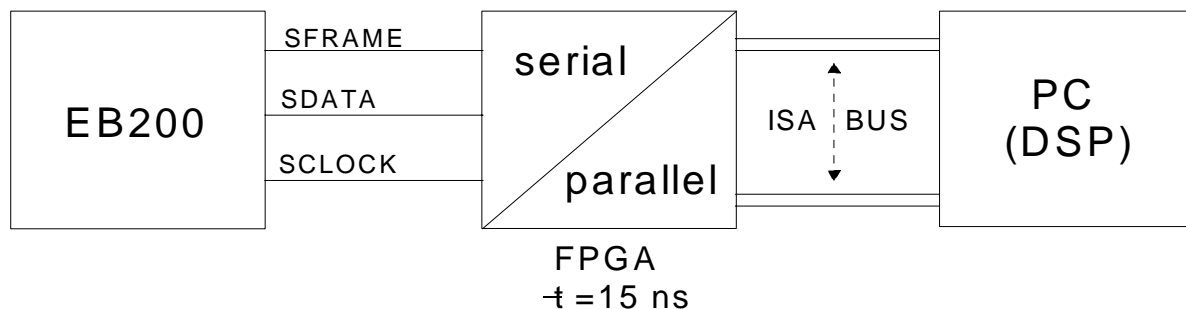 EB200
SFRAME
SDATA
SCLOCK
serial
parallel
FPGA
t =15 ns
ISA BUS
PC
(DSP)